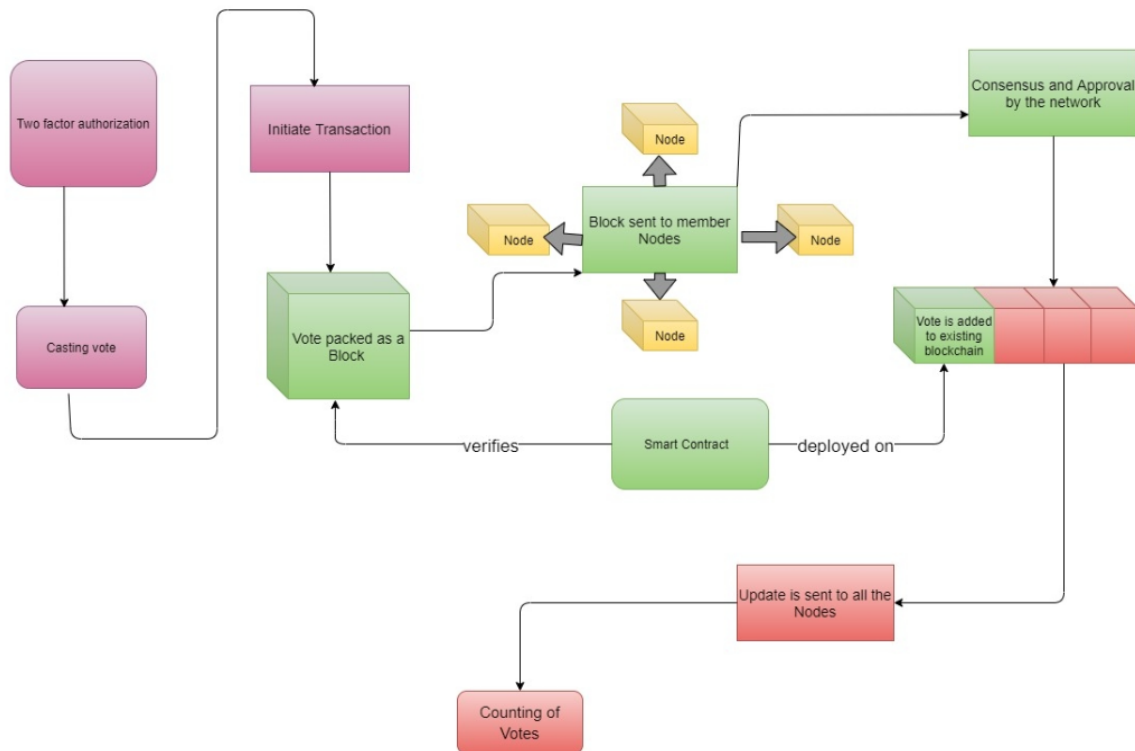 Two factor authorization
Initiate Transaction
Consensus and Approval
by the network
Node
Node
Block sent to member
Nodes
Node
Node
Casting vote
Vote packed as a
Block
Vote is added
to existing
blockchain
verifies
Smart Contract
deployed on
Update is sent to all the
Nodes
Counting of
Votes